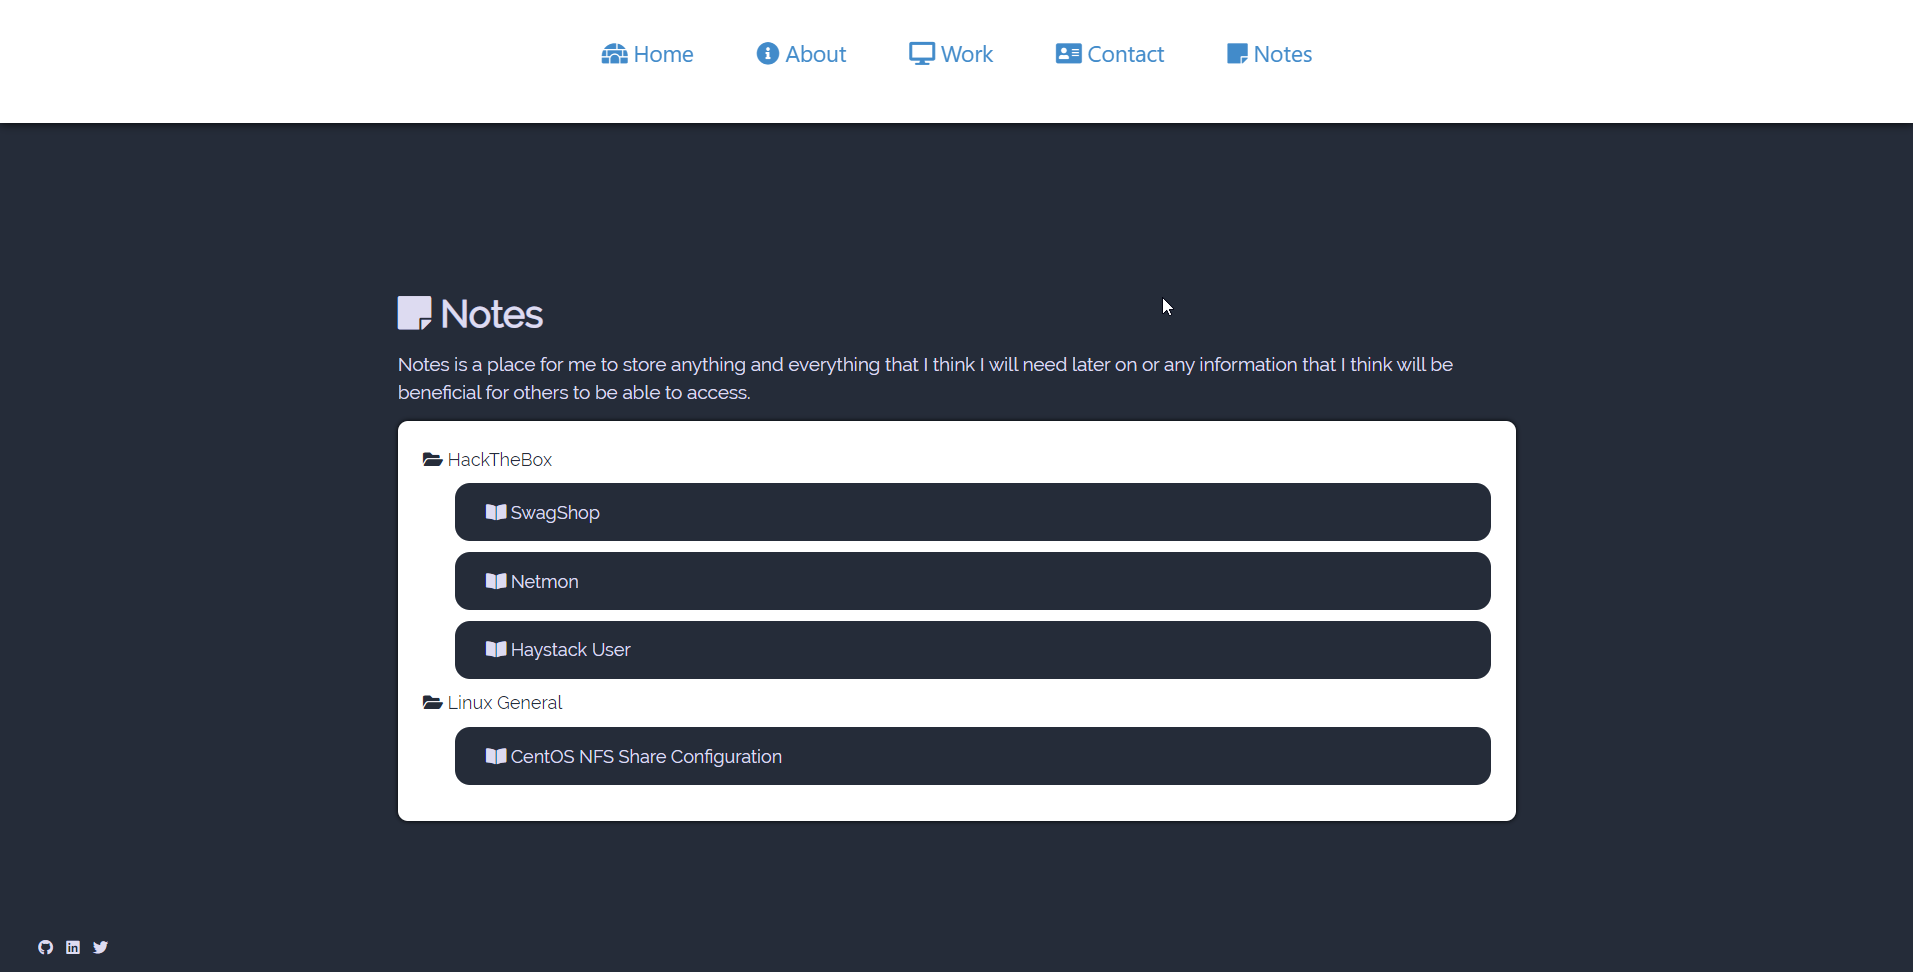 Home About Work Contact Notes
Notes
Notes is a place for me to store anything and everything that I think I will need later on or any information that I think will be
beneficial for others to be able to access.
HackTheBox
SwagShop
Netmon
Haystack User
Linux General
CentOS NFS Share Configuration